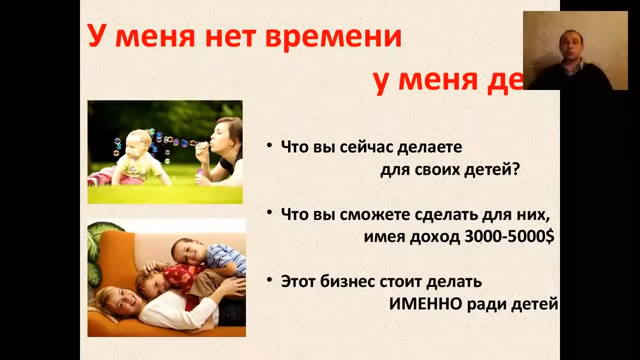 У меня нет времени
у меня
Что вы сейчас делаете
для своих детей?
Что вы сможете сделать для них,
имея доход 3000-5000$
Этот бизнес стоит делать
ИМЕННО ради детей